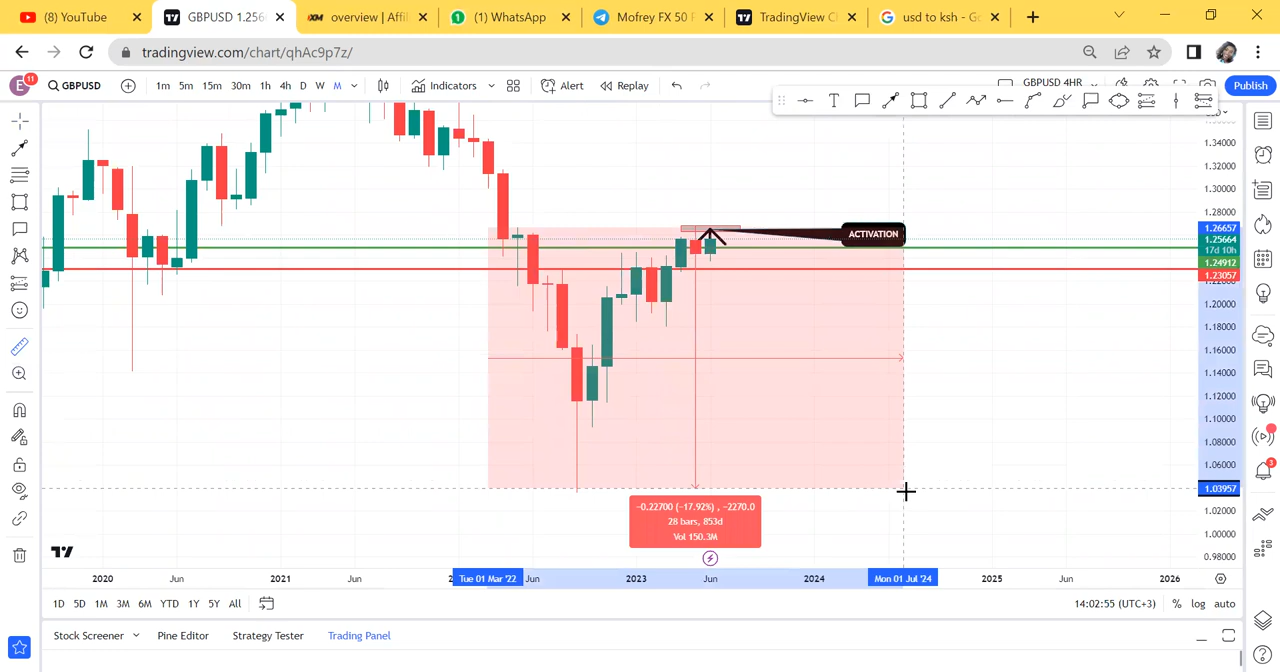 (8) YouTube
GBPUSD 1.256
overview | Affil
(1) WhatsApp
Mofrey FX 50 F
TradingView C
usd to ksh - G
tradingview.com/chart/qhAc9p7z/
E 11 GBPUSD 1m 5m 15m 30m 1h 4h D W M Indicators Alert Replay GBPUSD 4HR Publish
1.34000
1.32000
1.30000
1.28000
1.26657
1.25664
17d 10h
1.24912
1.23057
1.22000
1.20000
1.18000
1.16000
1.14000
1.12000
1.10000
1.08000
1.06000
1.03957
1.02000
1.00000
0.98000
ACTIVATION
-0.22700 (-17.92%) , -2270.0
28 bars, 853d
Vol 150.3M
2020 Jun 2021 Jun Tue 01 Mar '22 Jun 2023 Jun 2024 Mon 01 Jul '24 2025 Jun 2026
1D 5D 1M 3M 6M YTD 1Y 5Y All 14:02:55 (UTC+3) % log auto
Stock Screener Pine Editor Strategy Tester Trading Panel
3